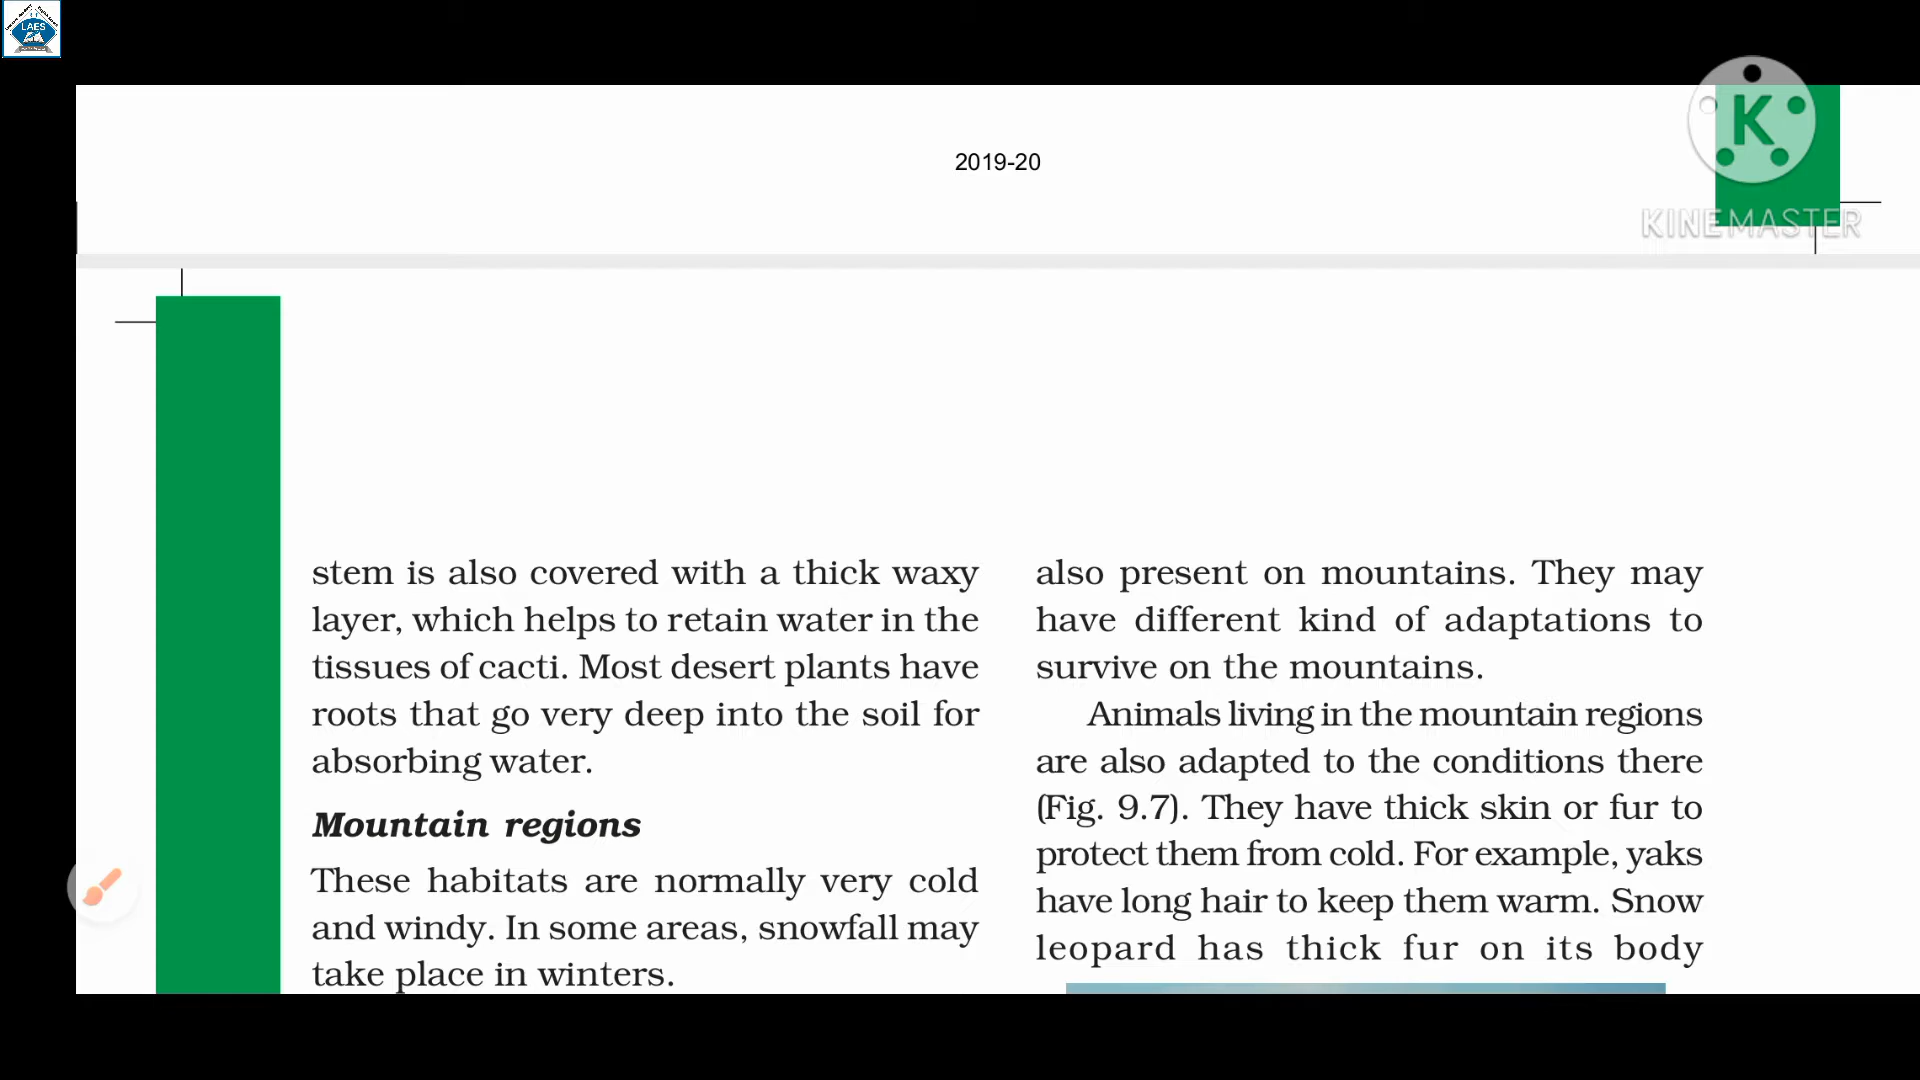 LAES
2019-20
K
KINEMASTER
stem is also covered with a thick waxy
layer, which helps to retain water in the
tissues of cacti. Most desert plants have
roots that go very deep into the soil for
absorbing water.
Mountain regions
These habitats are normally very cold
and windy. In some areas, snowfall may
take place in winters.
also present on mountains. They may
have different kind of adaptations to
survive on the mountains.
Animals living in the mountain regions
are also adapted to the conditions there
(Fig. 9.7). They have thick skin or fur to
protect them from cold. For example, yaks
have long hair to keep them warm. Snow
leopard has thick fur on its body